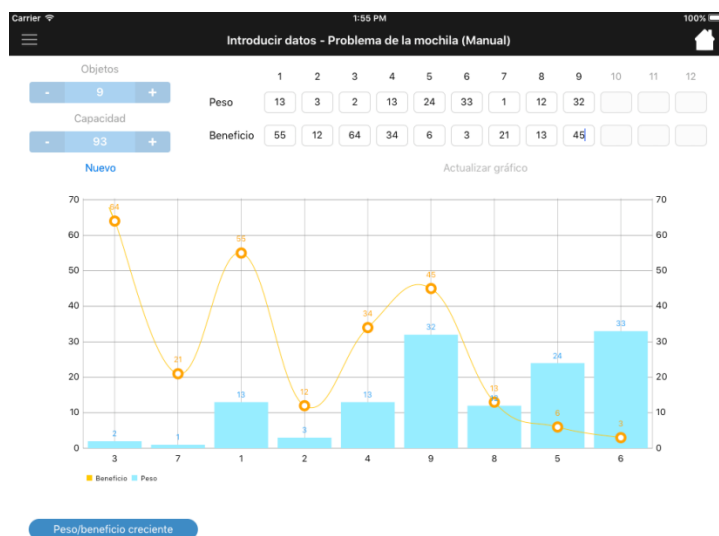 Carrier 1:55 PM 100%
Introducir datos - Problema de la mochila (Manual)
Objetos
- 9 +
Capacidad
- 93 +
Nuevo
1 2 3 4 5 6 7 8 9 10 11 12
Peso 13 3 2 13 24 33 1 12 32
Beneficio 55 12 64 34 6 3 21 13 45
Actualizar gráfico
70 64 70
60 55 60
50 45 50
40 34 32 33 40
30 21 24 30
20 13 12 13 13 12 20
10 2 1 3 6 3 10
0 0
3 7 1 2 4 9 8 5 6
Beneficio Peso
Peso/beneficio creciente